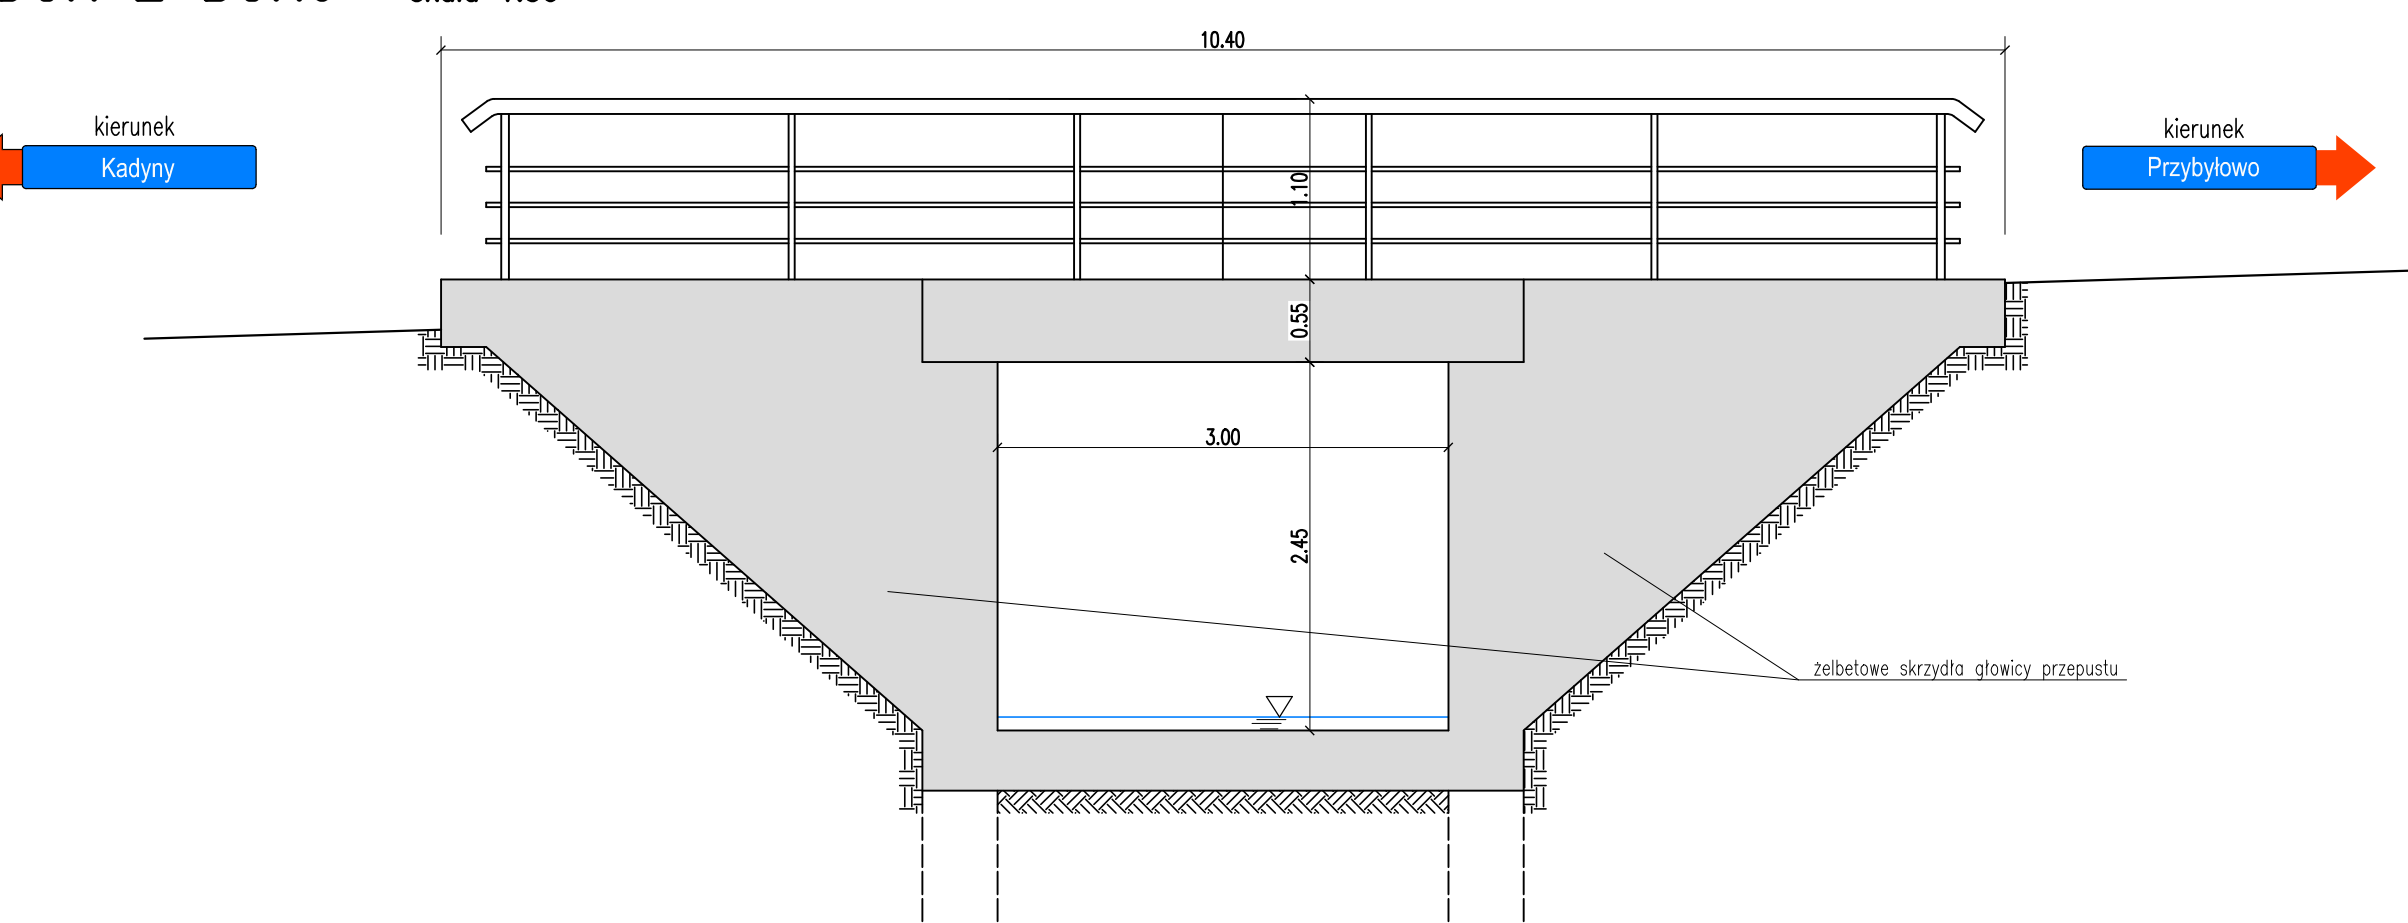 10.40
kierunek
Kadyny
kierunek
Przybyłowo
1.10
0.55
3.00
2.45
żelbetowe skrzydła głowicy przepustu